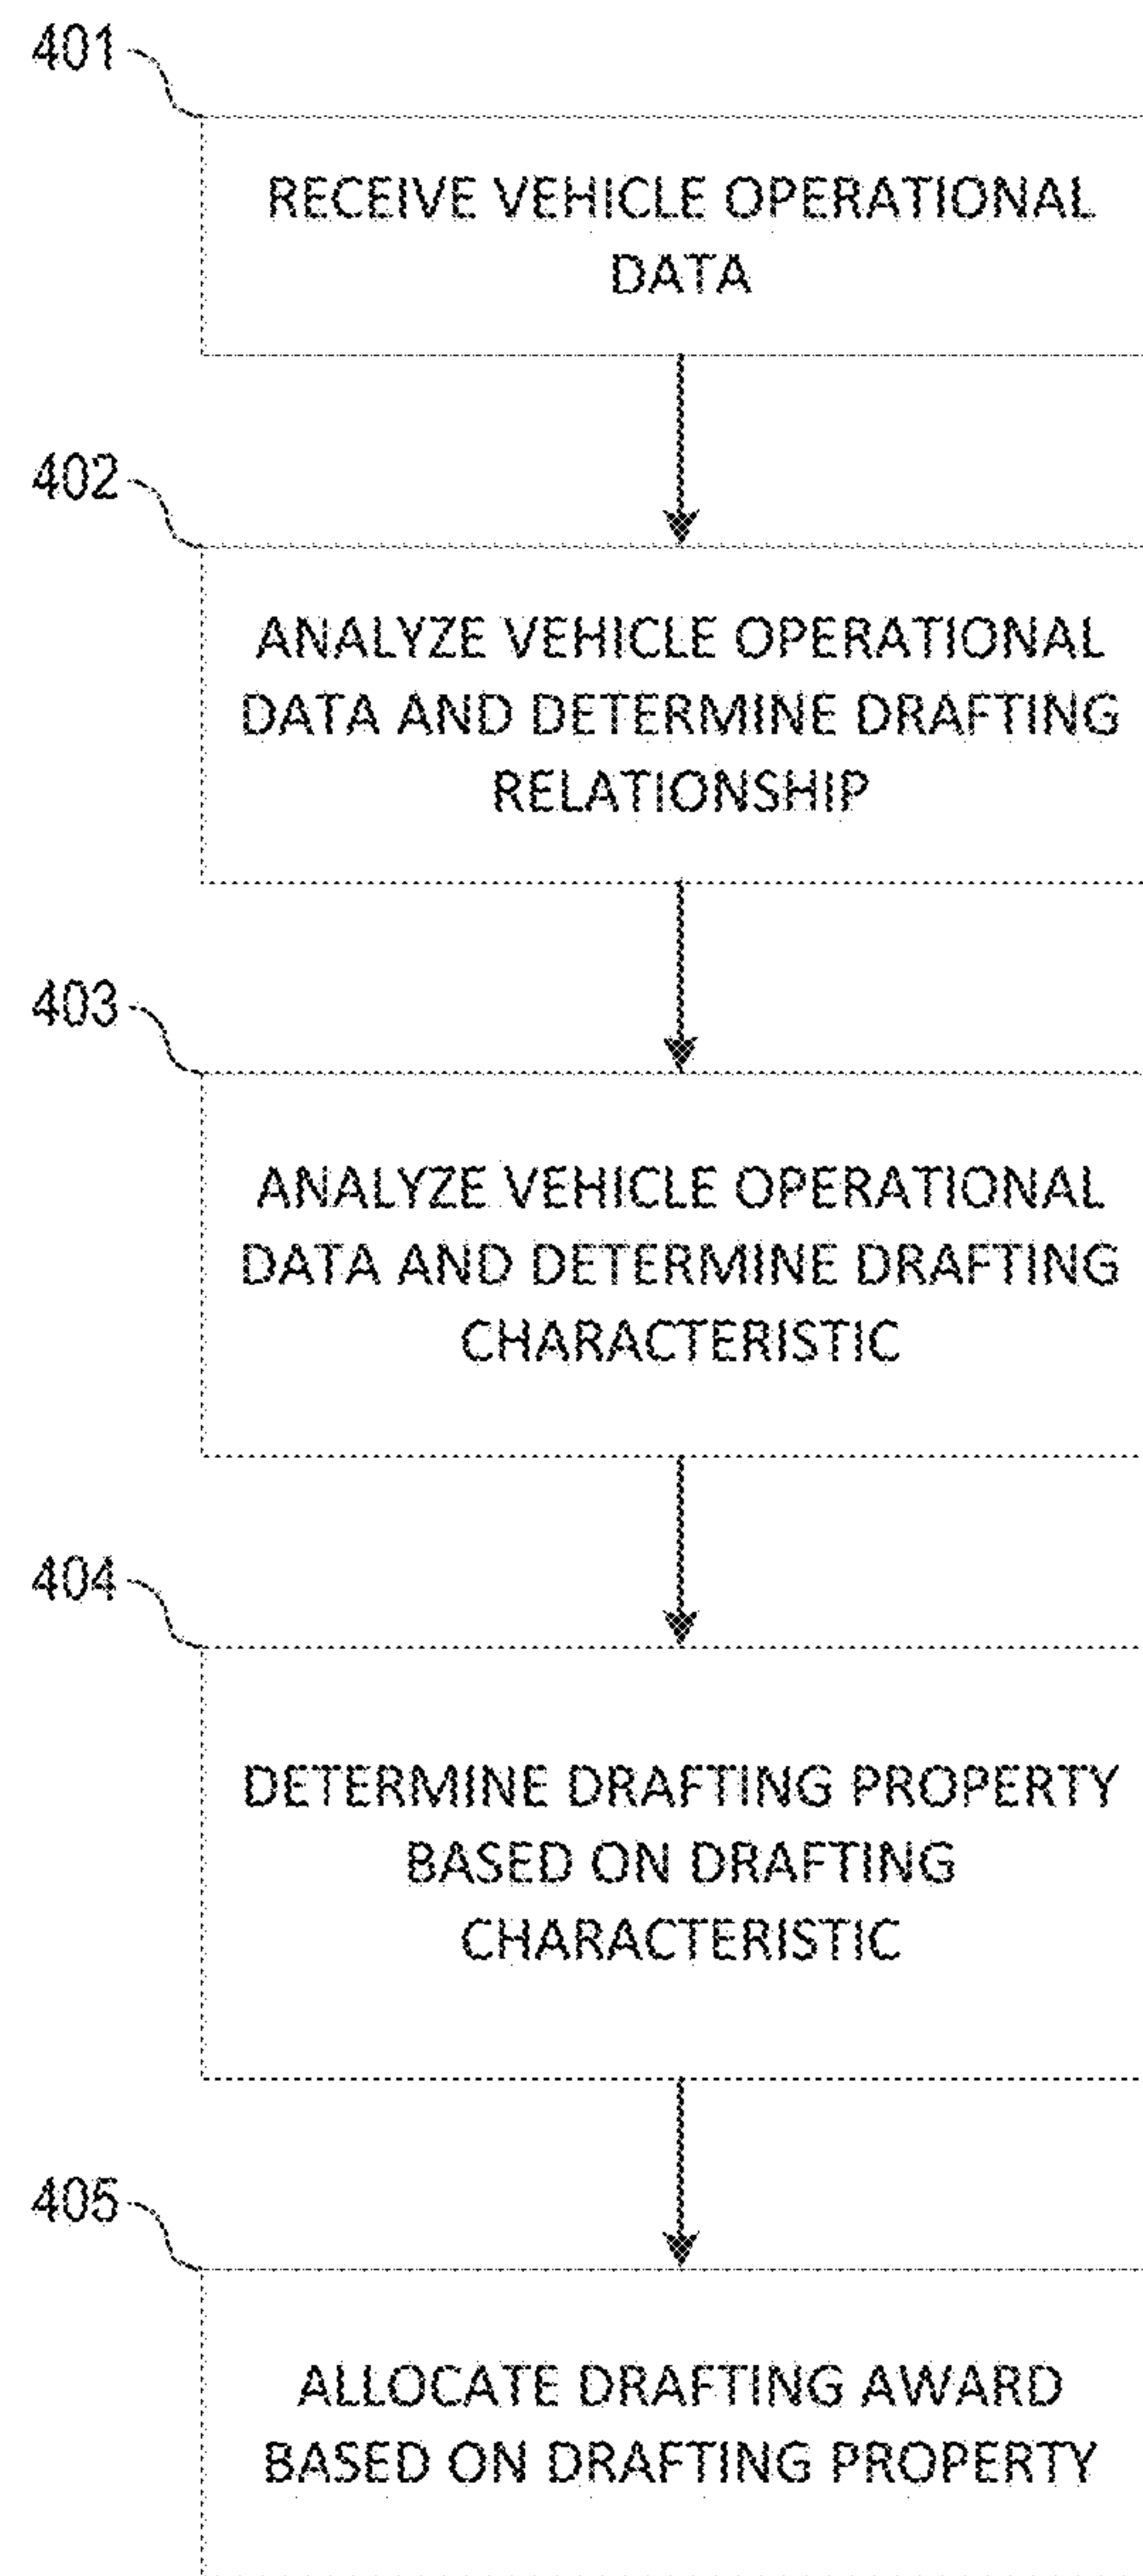 401
RECEIVE VEHICLE OPERATIONAL
DATA
402
ANALYZE VEHICLE OPERATIONAL
DATA AND DETERMINE DRAFTING
RELATIONSHIP
403
ANALYZE VEHICLE OPERATIONAL
DATA AND DETERMINE DRAFTING
CHARACTERISTIC
404
DETERMINE DRAFTING PROPERTY
BASED ON DRAFTING
CHARACTERISTIC
405
ALLOCATE DRAFTING AWARD
BASED ON DRAFTING PROPERTY